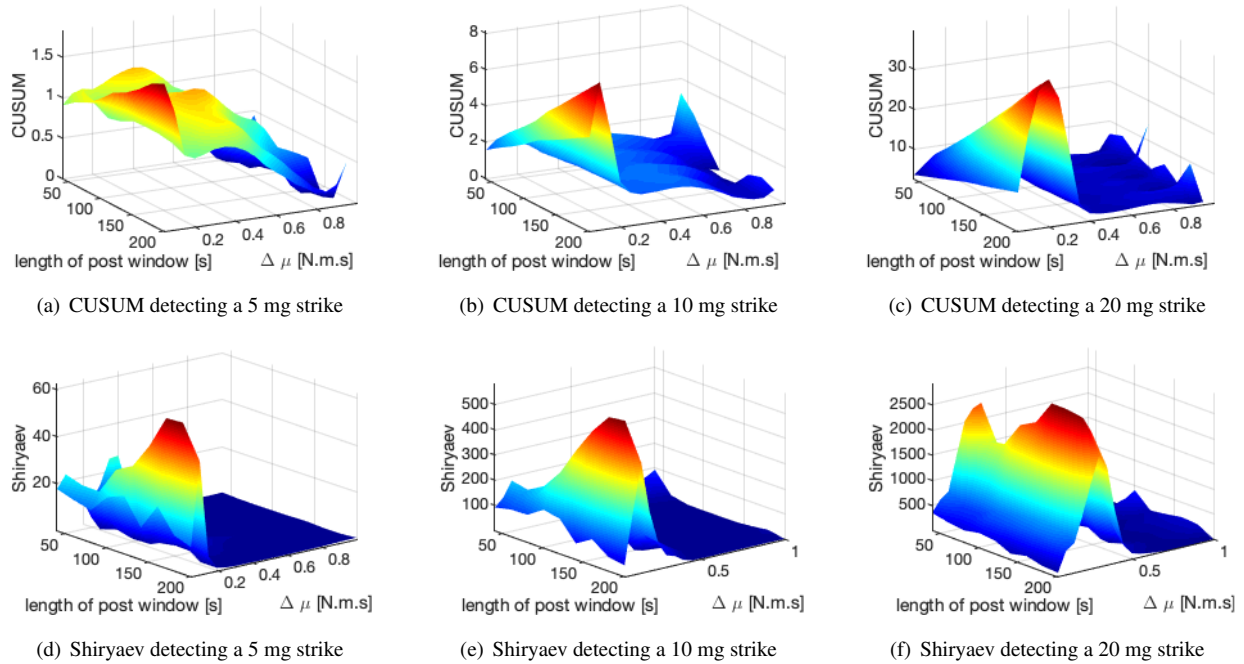 1.5
1
0.5
0
CUSUM
50
100
150
200
0.2
0.4
0.6
0.8
length of post window [s]
Δ μ [N.m.s]
(a) CUSUM detecting a 5 mg strike
8
6
4
2
0
CUSUM
50
100
150
200
0.2
0.4
0.6
0.8
length of post window [s]
Δ μ [N.m.s]
(b) CUSUM detecting a 10 mg strike
30
20
10
CUSUM
50
100
150
200
0.2
0.4
0.6
0.8
length of post window [s]
Δ μ [N.m.s]
(c) CUSUM detecting a 20 mg strike
60
40
20
Shiryaev
50
100
150
200
0.2
0.4
0.6
0.8
length of post window [s]
Δ μ [N.m.s]
(d) Shiryaev detecting a 5 mg strike
500
400
300
200
100
Shiryaev
50
100
150
200
0.5
1
length of post window [s]
Δ μ [N.m.s]
(e) Shiryaev detecting a 10 mg strike
2500
2000
1500
1000
500
Shiryaev
50
100
150
200
0.5
1
length of post window [s]
Δ μ [N.m.s]
(f) Shiryaev detecting a 20 mg strike